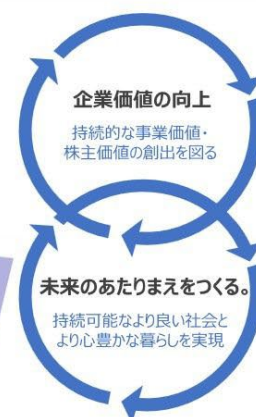 企業価値の向上
持続的な事業価値・
株主価値の創出を図る
未来のあたりまえをつくる。
持続可能なより良い社会と
より心豊かな暮らしを実現